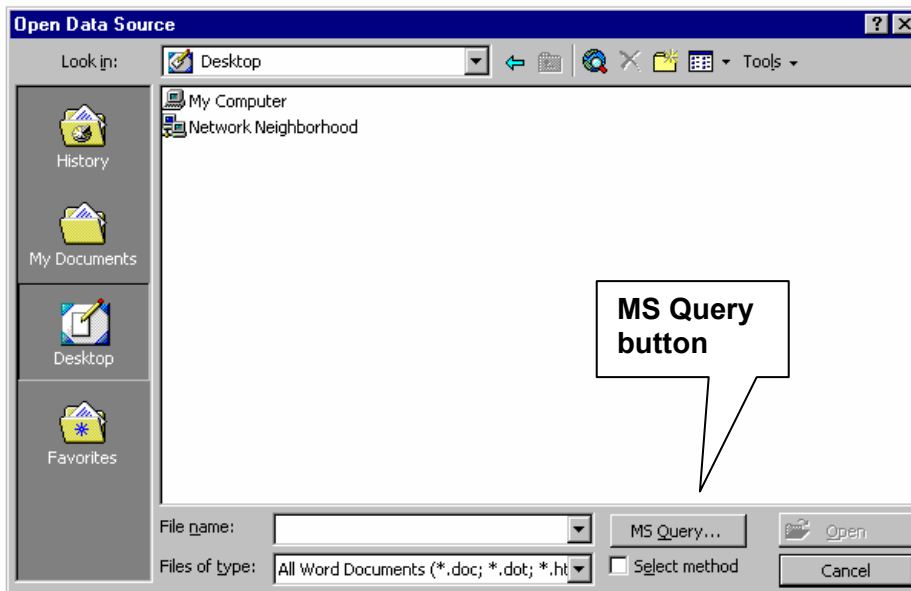 Open Data Source
Look in:
Desktop
Tools
My Computer
Network Neighborhood
History
My Documents
Desktop
Favorites
MS Query
button
File name:
MS Query...
Open
Files of type:
All Word Documents (*.doc; *.dot; *.ht
Select method
Cancel